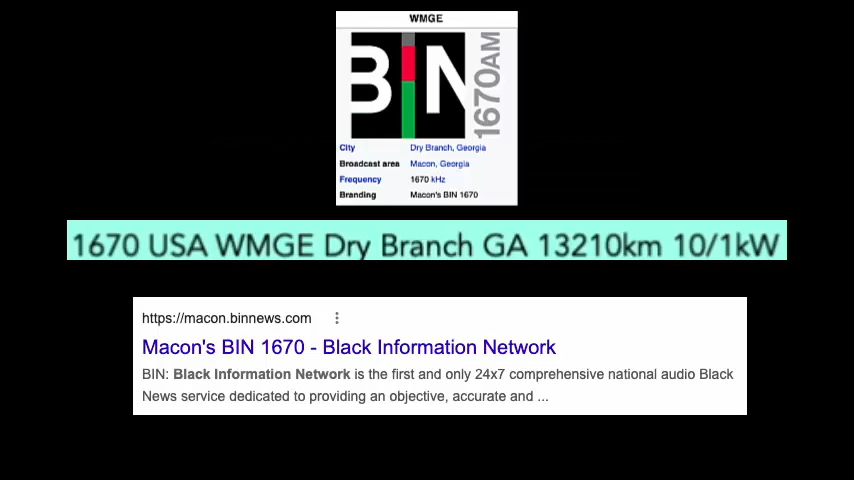 WMGE
BIN
1670AM
City Dry Branch, Georgia
Broadcast area Macon, Georgia
Frequency 1670 kHz
Branding Macon's BIN 1670
1670 USA WMGE Dry Branch GA 13210km 10/1kW
https://macon.binnews.com
Macon's BIN 1670 - Black Information Network
BIN: Black Information Network is the first and only 24x7 comprehensive national audio Black
News service dedicated to providing an objective, accurate and ...